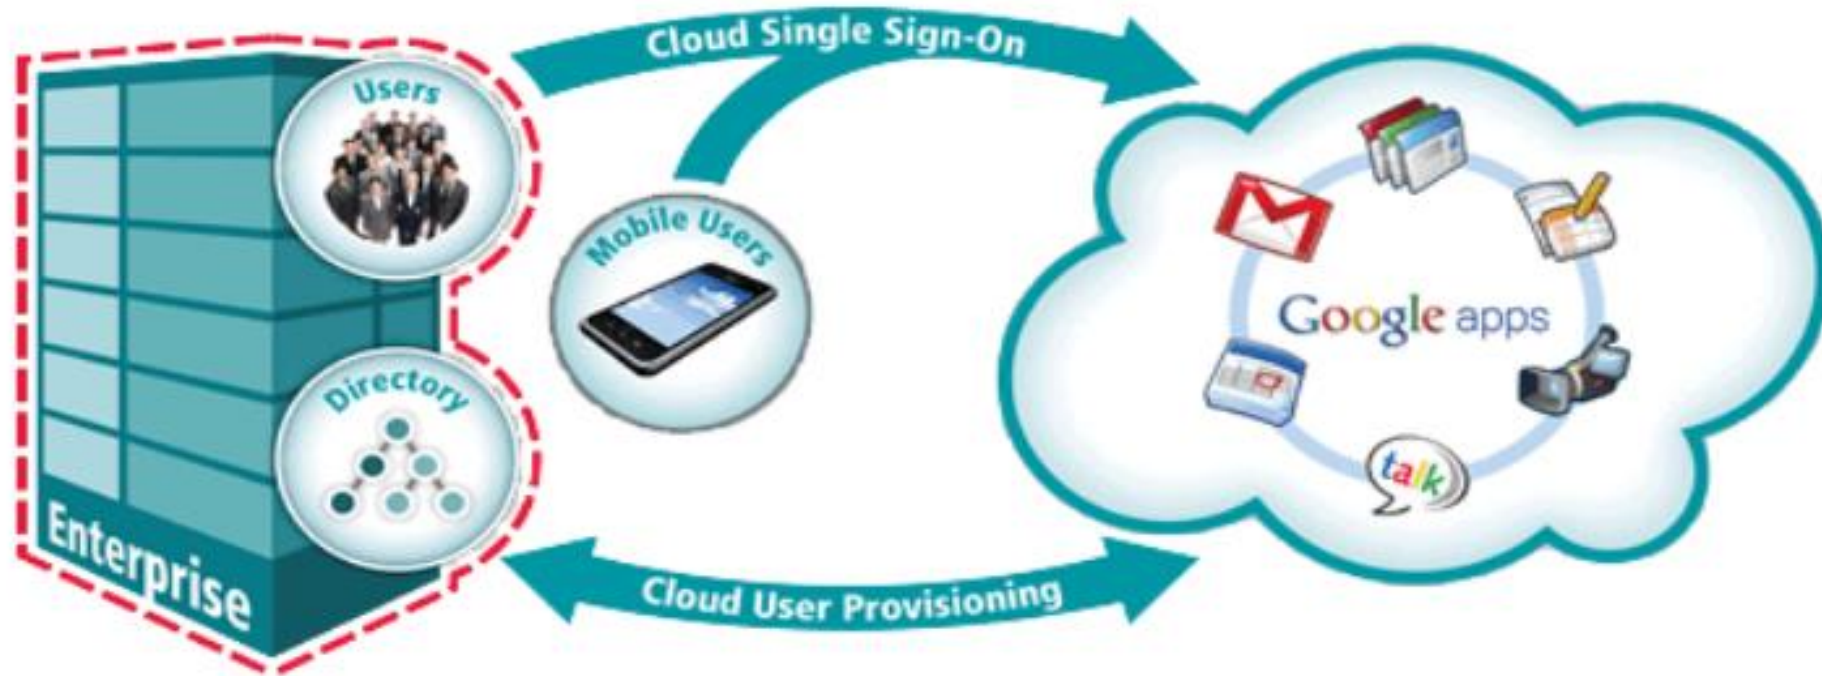 Cloud Single Sign-On
Users
Mobile Users
Google apps
Directory
talk
Enterprise
Cloud User Provisioning